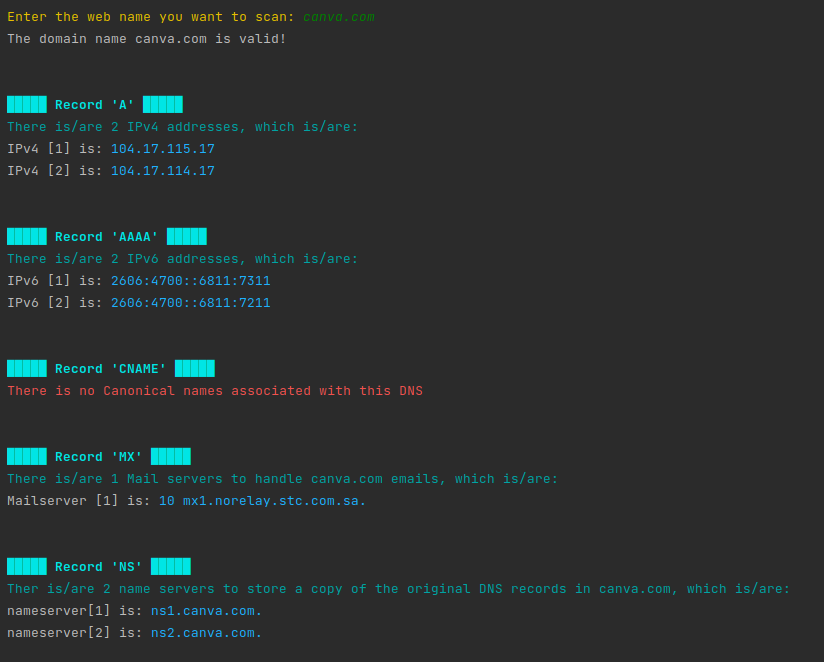 Enter the web name you want to scan: canva.com
The domain name canva.com is valid!
█████ Record 'A' █████
There is/are 2 IPv4 addresses, which is/are:
IPv4 [1] is: 104.17.115.17
IPv4 [2] is: 104.17.114.17
█████ Record 'AAAA' █████
There is/are 2 IPv6 addresses, which is/are:
IPv6 [1] is: 2606:4700::6811:7311
IPv6 [2] is: 2606:4700::6811:7211
█████ Record 'CNAME' █████
There is no Canonical names associated with this DNS
█████ Record 'MX' █████
There is/are 1 Mail servers to handle canva.com emails, which is/are:
Mailserver [1] is: 10 mx1.norelay.stc.com.sa.
█████ Record 'NS' █████
Ther is/are 2 name servers to store a copy of the original DNS records in canva.com, which is/are:
nameserver[1] is: ns1.canva.com.
nameserver[2] is: ns2.canva.com.